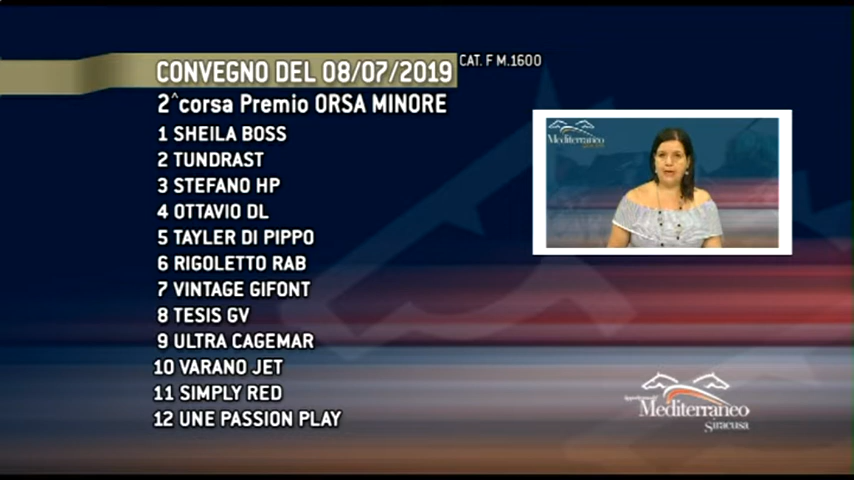 CONVEGNO DEL 08/07/2019
CAT. F M.1600
2^corsa Premio ORSA MINORE
1 SHEILA BOSS
2 TUNDRAST
3 STEFANO HP
4 OTTAVIO DL
5 TAYLER DI PIPPO
6 RIGOLETTO RAB
7 VINTAGE GIFONT
8 TESIS GV
9 ULTRA CAGEMAR
10 VARANO JET
11 SIMPLY RED
12 UNE PASSION PLAY
Mediterraneo
Mediterraneo
Siracusa